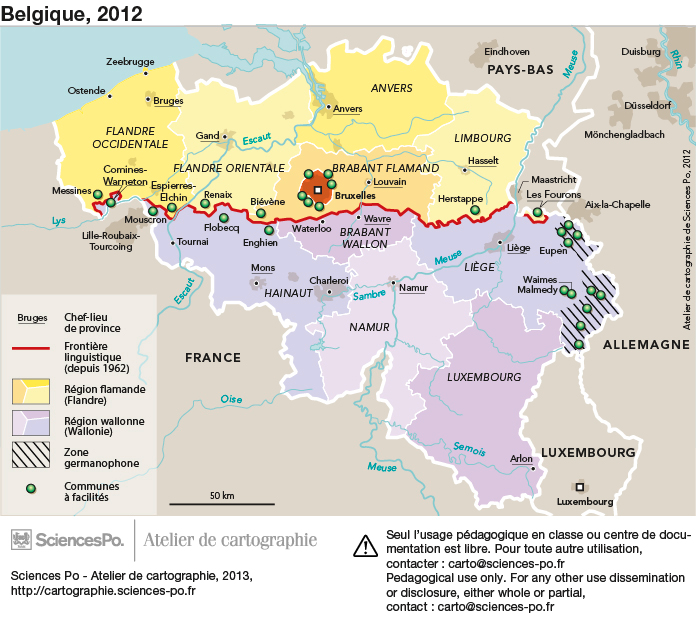 Belgique, 2012
Zeebrugge
Ostende
Bruges
Eindhoven
PAYS-BAS
Meuse
Duisburg
Rhin
Düsseldorf
Mönchengladbach
ANVERS
Anvers
FLANDRE
OCCIDENTALE
Gand
Escaut
LIMBOURG
Hasselt
FLANDRE ORIENTALE
BRABANT FLAMAND
Louvain
Bruxelles
Maastricht
Les Fourons
Aix-la-Chapelle
Comines-
Warneton
Messines
Espierres-
Elchin
Renaix
Biévène
Herstappe
Lys
Mouscron
Flobecq
Enghien
Waterloo
Wavre
BRABANT
WALLON
Lille-Roubaix-
Tourcoing
Tournai
Meuse
Liège
LIÈGE
Eupen
Mons
Charleroi
Namur
Waimes
Malmedy
Escaut
HAINAUT
Sambre
NAMUR
FRANCE
ALLEMAGNE
LUXEMBOURG
Oise
Semois
Meuse
Arlon
LUXEMBOURG
Luxembourg
Atelier de cartographie de Sciences Po, 2012
Bruges
Chef-lieu
de province
Frontière
linguistique
(depuis 1962)
Région flamande
(Flandre)
Région wallonne
(Wallonie)
Zone
germanophone
Communes
à facilités
50 km
SciencesPo.
Atelier de cartographie
Sciences Po - Atelier de cartographie, 2013,
http://cartographie.sciences-po.fr
Seul l'usage pédagogique en classe ou centre de docu-
mentation est libre. Pour toute autre utilisation,
contacter : carto@sciences-po.fr
Pedagogical use only. For any other use dissemination
or disclosure, either whole or partial,
contact : carto@sciences-po.fr